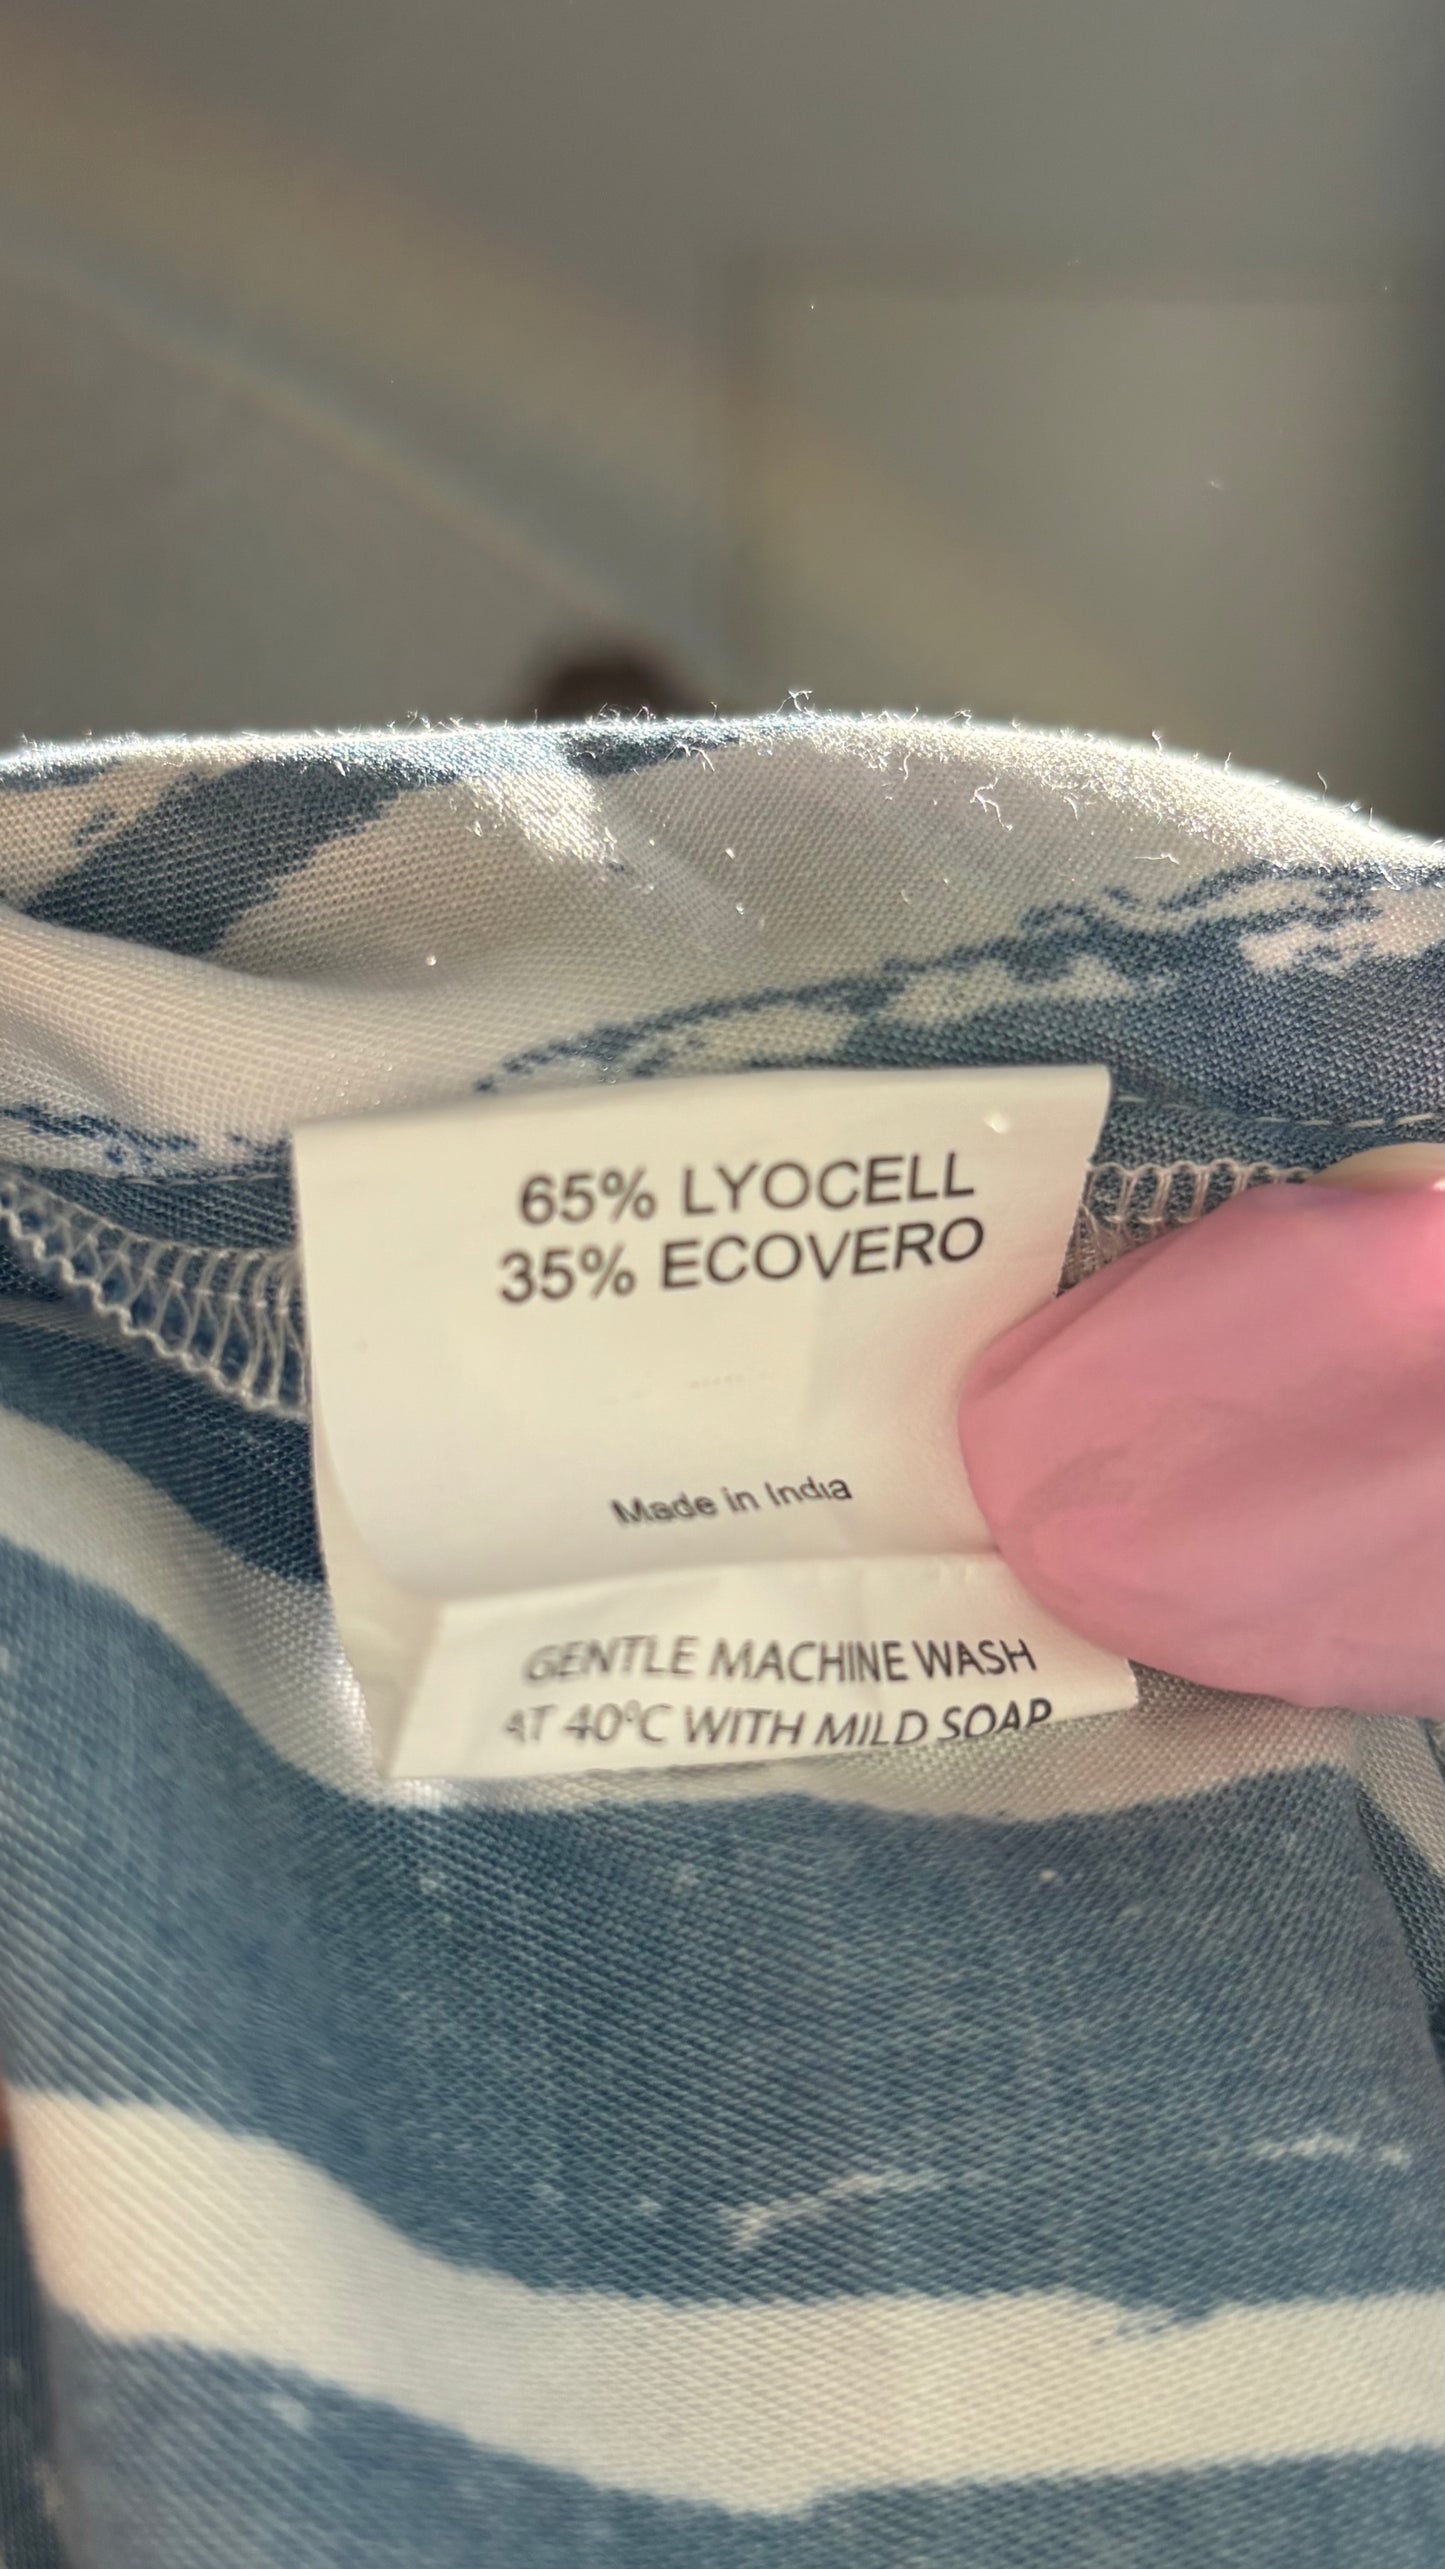 65% LYOCELL
35% ECOVERO
Made in India
GENTLE MACHINE WASH
AT 40°C WITH MILD SOAP